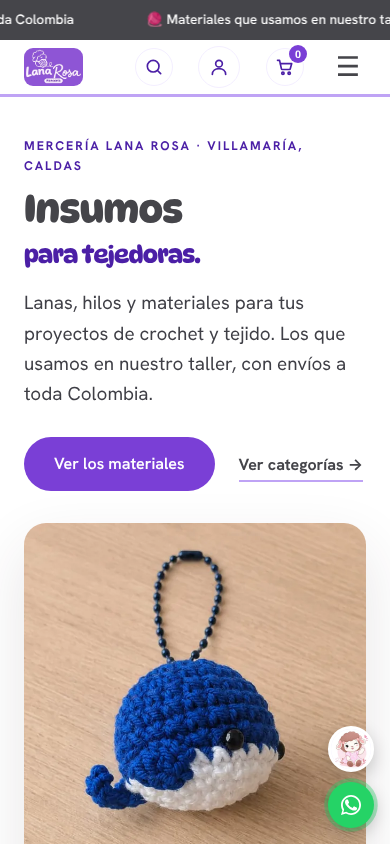 da Colombia
Materiales que usamos en nuestro ta
Lana Rosa
0
MERCERÍA LANA ROSA · VILLAMARÍA,
CALDAS
Insumos
para tejedoras.
Lanas, hilos y materiales para tus
proyectos de crochet y tejido. Los que
usamos en nuestro taller, con envíos a
toda Colombia.
Ver los materiales
Ver categorías →